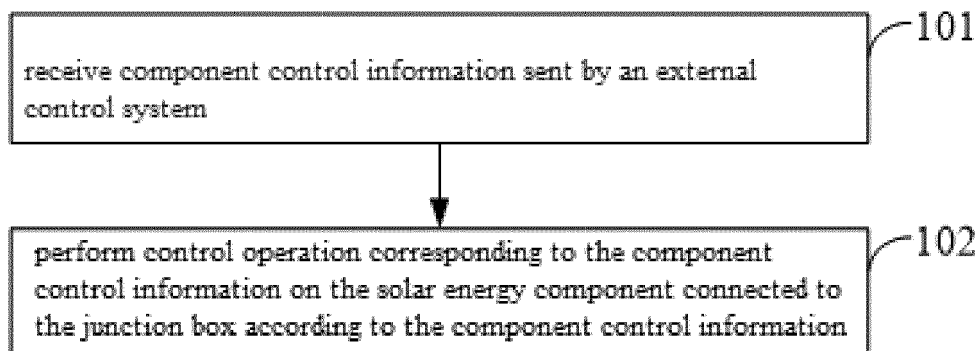 101
receive component control information sent by an external
control system
102
perform control operation corresponding to the component
control information on the solar energy component connected to
the junction box according to the component control information